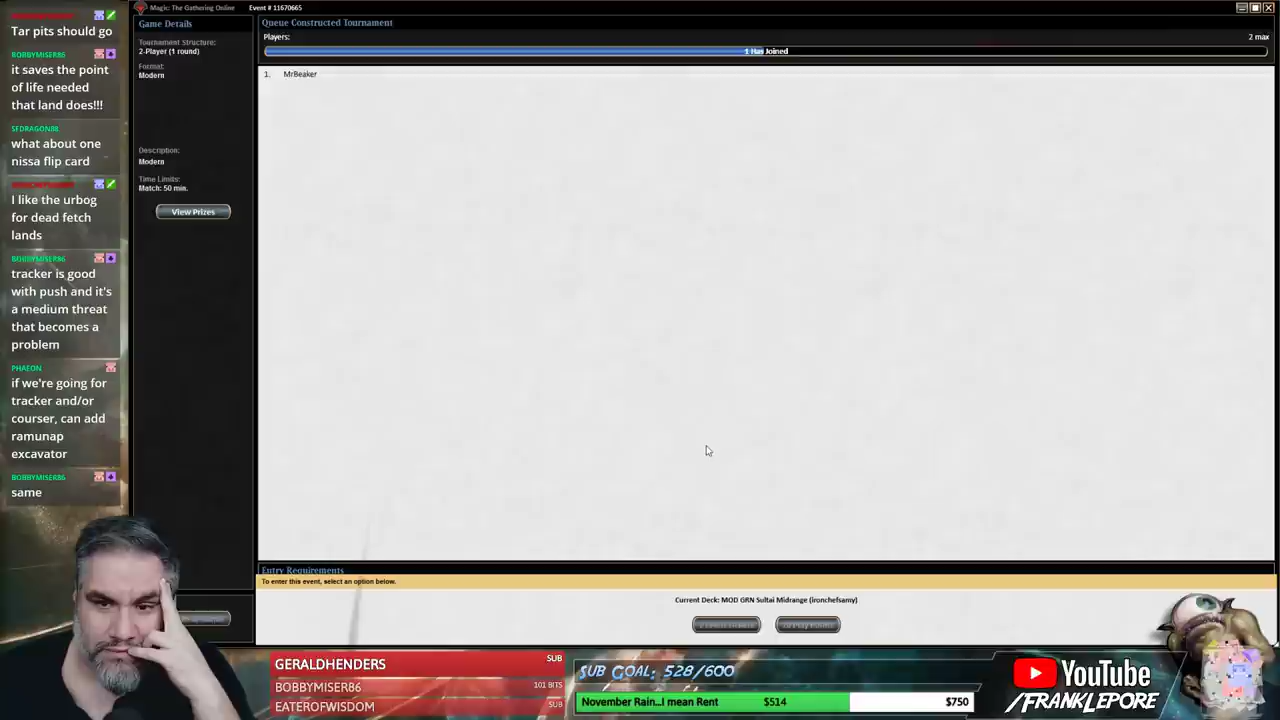 Tar pits should go
BOBBYMISER86
it saves the point
of life needed
that land does!!!
SFDRAGON88
what about one
nissa flip card
I like the urbog
for dead fetch
lands
BOBBYMISER86
tracker is good
with push and it's
a medium threat
that becomes a
problem
PHAEON
if we're going for
tracker and/or
courser, can add
ramunap
excavator
BOBBYMISER86
same
Magic: The Gathering Online
Event # 11670665
Game Details
Tournament Structure:
2-Player (1 round)
Format:
Modern
Description:
Modern
Time Limits:
Match: 50 min.
View Prizes
Queue Constructed Tournament
Players:
2 max
1 Has Joined
1. MrBeaker
Entry Requirements
To enter this event, select an option below.
Current Deck: MOD GRN Sultai Midrange (ironchefsamy)
GERALDHENDERS SUB
BOBBYMISER86 101 BITS
EATEROFWISDOM SUB
SUB GOAL: 528/600
November Rain...I mean Rent $514 $750
YouTube
/FRANKLEPORE